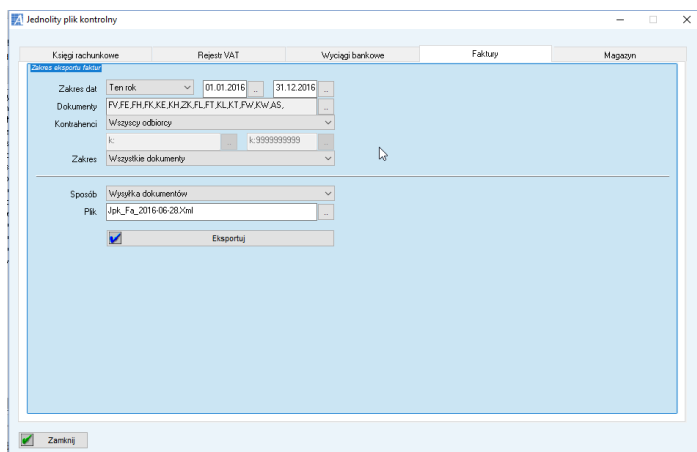 Jednolity plik kontrolny
Księgi rachunkowe Rejestr VAT Wyciągi bankowe Faktury Magazyn
Zakres eksportu faktur
Zakres dat Ten rok 01.01.2016 ... 31.12.2016 ...
Dokumenty FV,FE,FH,FK,KE,KH,ZK,FL,FT,KL,KT,FW,KW,AS, ...
Kontrahenci Wszyscy odbiorcy
k: ... k:9999999999 ...
Zakres Wszystkie dokumenty
Sposób Wysyłka dokumentów
Plik Jpk_Fa_2016-06-28.Xml ...
Eksportuj
Zamknij